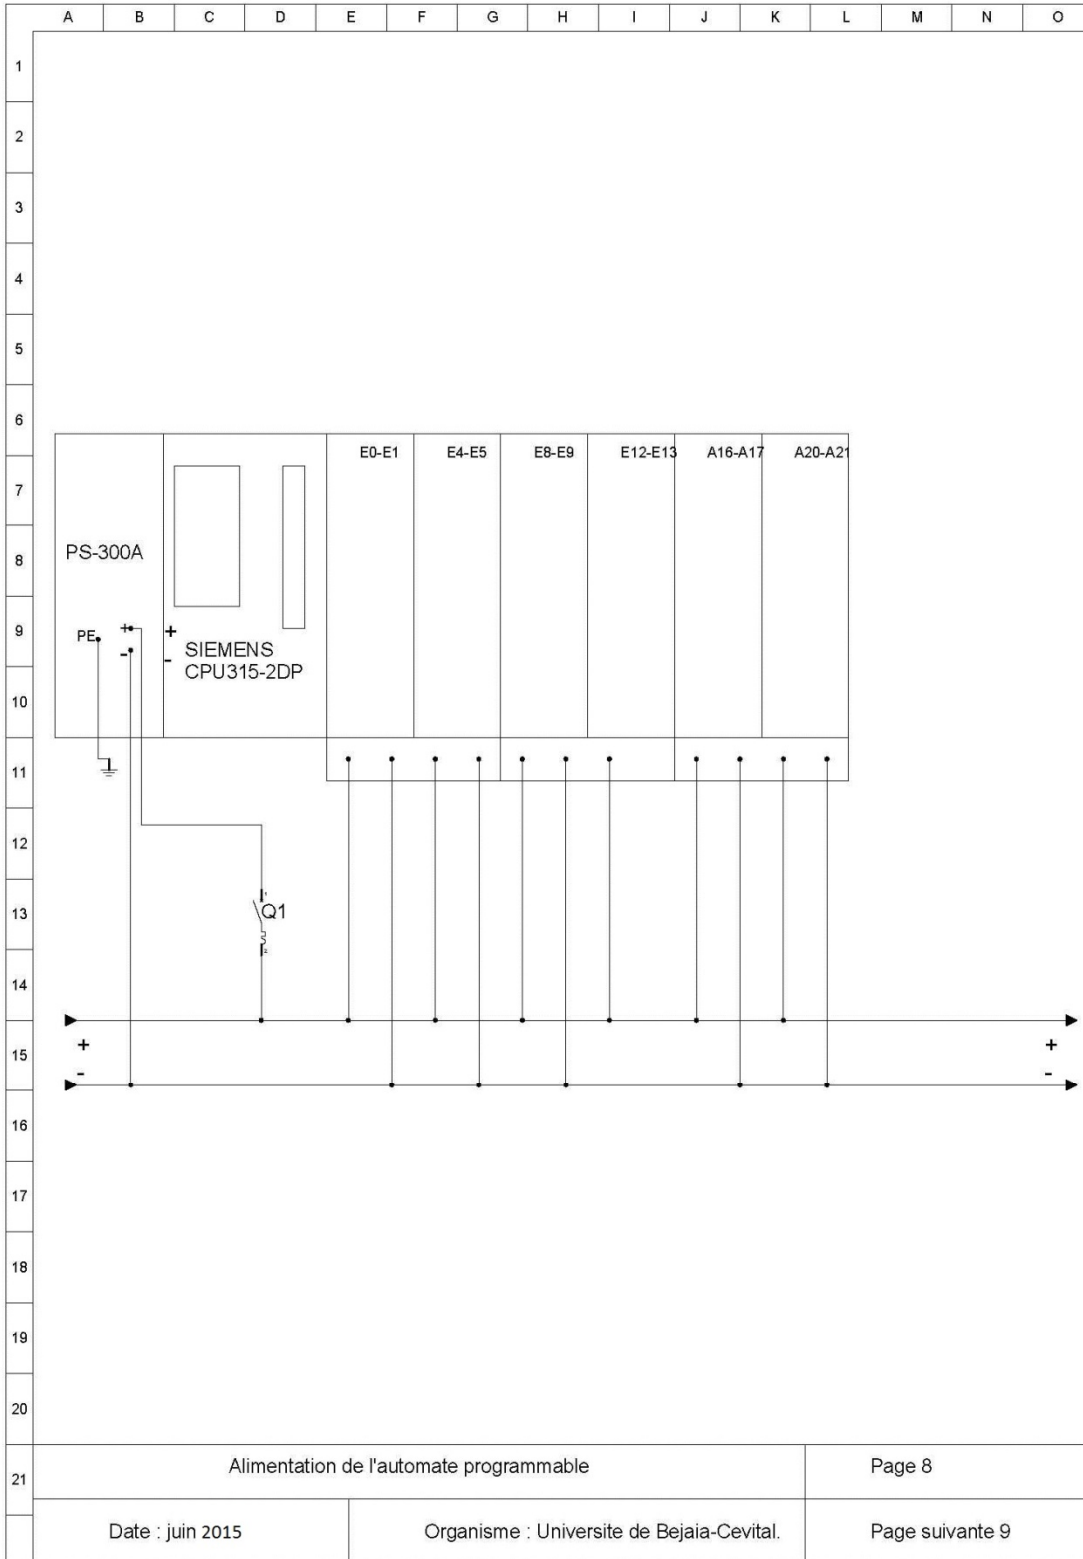 A B C D E F G H I J K L M N O
1
2
3
4
5
6
E0-E1 E4-E5 E8-E9 E12-E13 A16-A17 A20-A21
7
PS-300A
8
9
PE + + 
- -
SIEMENS
CPU315-2DP
10
11
12
1
13
Q1
2
14
+ +
15
- -
16
17
18
19
20
21
Alimentation de l'automate programmable Page 8
Date : juin 2015 Organisme : Universite de Bejaia-Cevital. Page suivante 9